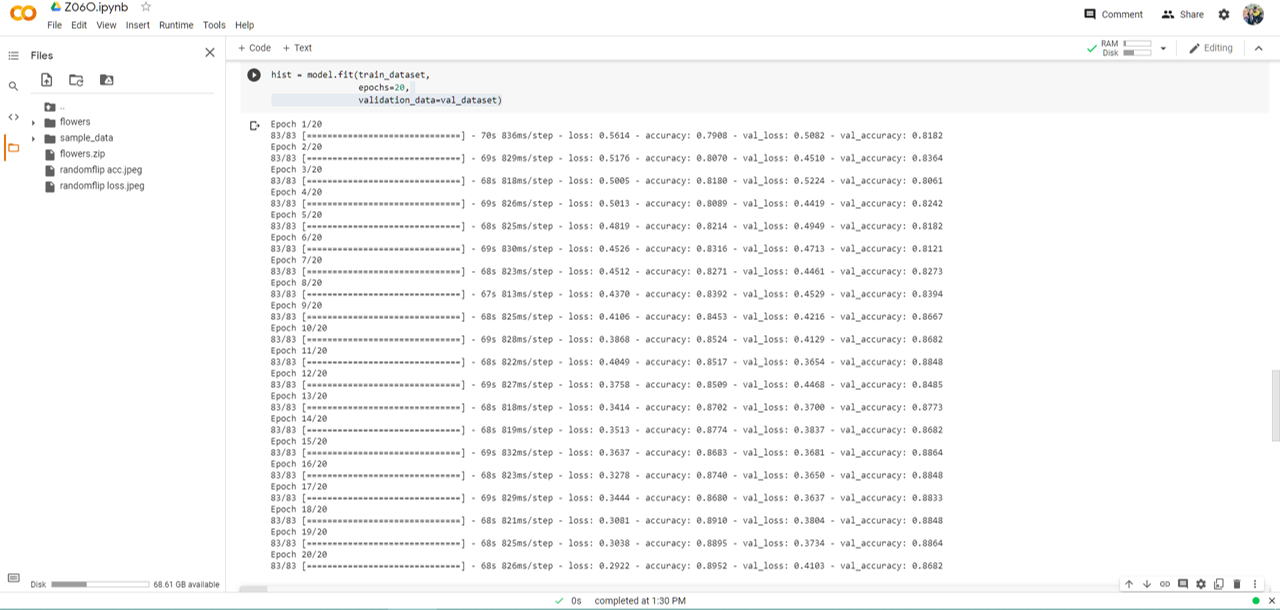 CO Z06O.ipynb
File Edit View Insert Runtime Tools Help
Comment Share
Files
+ Code + Text
RAM
Disk
Editing
..
flowers
sample_data
flowers.zip
randomflip acc.jpeg
randomflip loss.jpeg
hist = model.fit(train_dataset,
epochs=20,
validation_data=val_dataset)
Epoch 1/20
83/83 [==============================] - 70s 836ms/step - loss: 0.5614 - accuracy: 0.7908 - val_loss: 0.5082 - val_accuracy: 0.8182
Epoch 2/20
83/83 [==============================] - 69s 829ms/step - loss: 0.5176 - accuracy: 0.8070 - val_loss: 0.4510 - val_accuracy: 0.8364
Epoch 3/20
83/83 [==============================] - 68s 818ms/step - loss: 0.5005 - accuracy: 0.8180 - val_loss: 0.5224 - val_accuracy: 0.8061
Epoch 4/20
83/83 [==============================] - 69s 826ms/step - loss: 0.5013 - accuracy: 0.8089 - val_loss: 0.4419 - val_accuracy: 0.8242
Epoch 5/20
83/83 [==============================] - 68s 825ms/step - loss: 0.4819 - accuracy: 0.8214 - val_loss: 0.4949 - val_accuracy: 0.8182
Epoch 6/20
83/83 [==============================] - 69s 830ms/step - loss: 0.4526 - accuracy: 0.8316 - val_loss: 0.4713 - val_accuracy: 0.8121
Epoch 7/20
83/83 [==============================] - 68s 823ms/step - loss: 0.4512 - accuracy: 0.8271 - val_loss: 0.4461 - val_accuracy: 0.8273
Epoch 8/20
83/83 [==============================] - 67s 813ms/step - loss: 0.4370 - accuracy: 0.8392 - val_loss: 0.4529 - val_accuracy: 0.8394
Epoch 9/20
83/83 [==============================] - 68s 825ms/step - loss: 0.4106 - accuracy: 0.8453 - val_loss: 0.4216 - val_accuracy: 0.8667
Epoch 10/20
83/83 [==============================] - 69s 828ms/step - loss: 0.3868 - accuracy: 0.8524 - val_loss: 0.4129 - val_accuracy: 0.8682
Epoch 11/20
83/83 [==============================] - 68s 822ms/step - loss: 0.4049 - accuracy: 0.8517 - val_loss: 0.3654 - val_accuracy: 0.8848
Epoch 12/20
83/83 [==============================] - 69s 827ms/step - loss: 0.3758 - accuracy: 0.8509 - val_loss: 0.4468 - val_accuracy: 0.8485
Epoch 13/20
83/83 [==============================] - 68s 818ms/step - loss: 0.3414 - accuracy: 0.8702 - val_loss: 0.3700 - val_accuracy: 0.8773
Epoch 14/20
83/83 [==============================] - 68s 819ms/step - loss: 0.3513 - accuracy: 0.8774 - val_loss: 0.3837 - val_accuracy: 0.8682
Epoch 15/20
83/83 [==============================] - 69s 832ms/step - loss: 0.3637 - accuracy: 0.8683 - val_loss: 0.3681 - val_accuracy: 0.8864
Epoch 16/20
83/83 [==============================] - 68s 823ms/step - loss: 0.3278 - accuracy: 0.8740 - val_loss: 0.3650 - val_accuracy: 0.8848
Epoch 17/20
83/83 [==============================] - 69s 829ms/step - loss: 0.3444 - accuracy: 0.8680 - val_loss: 0.3637 - val_accuracy: 0.8833
Epoch 18/20
83/83 [==============================] - 68s 821ms/step - loss: 0.3081 - accuracy: 0.8910 - val_loss: 0.3804 - val_accuracy: 0.8848
Epoch 19/20
83/83 [==============================] - 68s 825ms/step - loss: 0.3038 - accuracy: 0.8895 - val_loss: 0.3734 - val_accuracy: 0.8864
Epoch 20/20
83/83 [==============================] - 68s 826ms/step - loss: 0.2922 - accuracy: 0.8952 - val_loss: 0.4103 - val_accuracy: 0.8682
Disk 68.61 GB available
0s completed at 1:30 PM